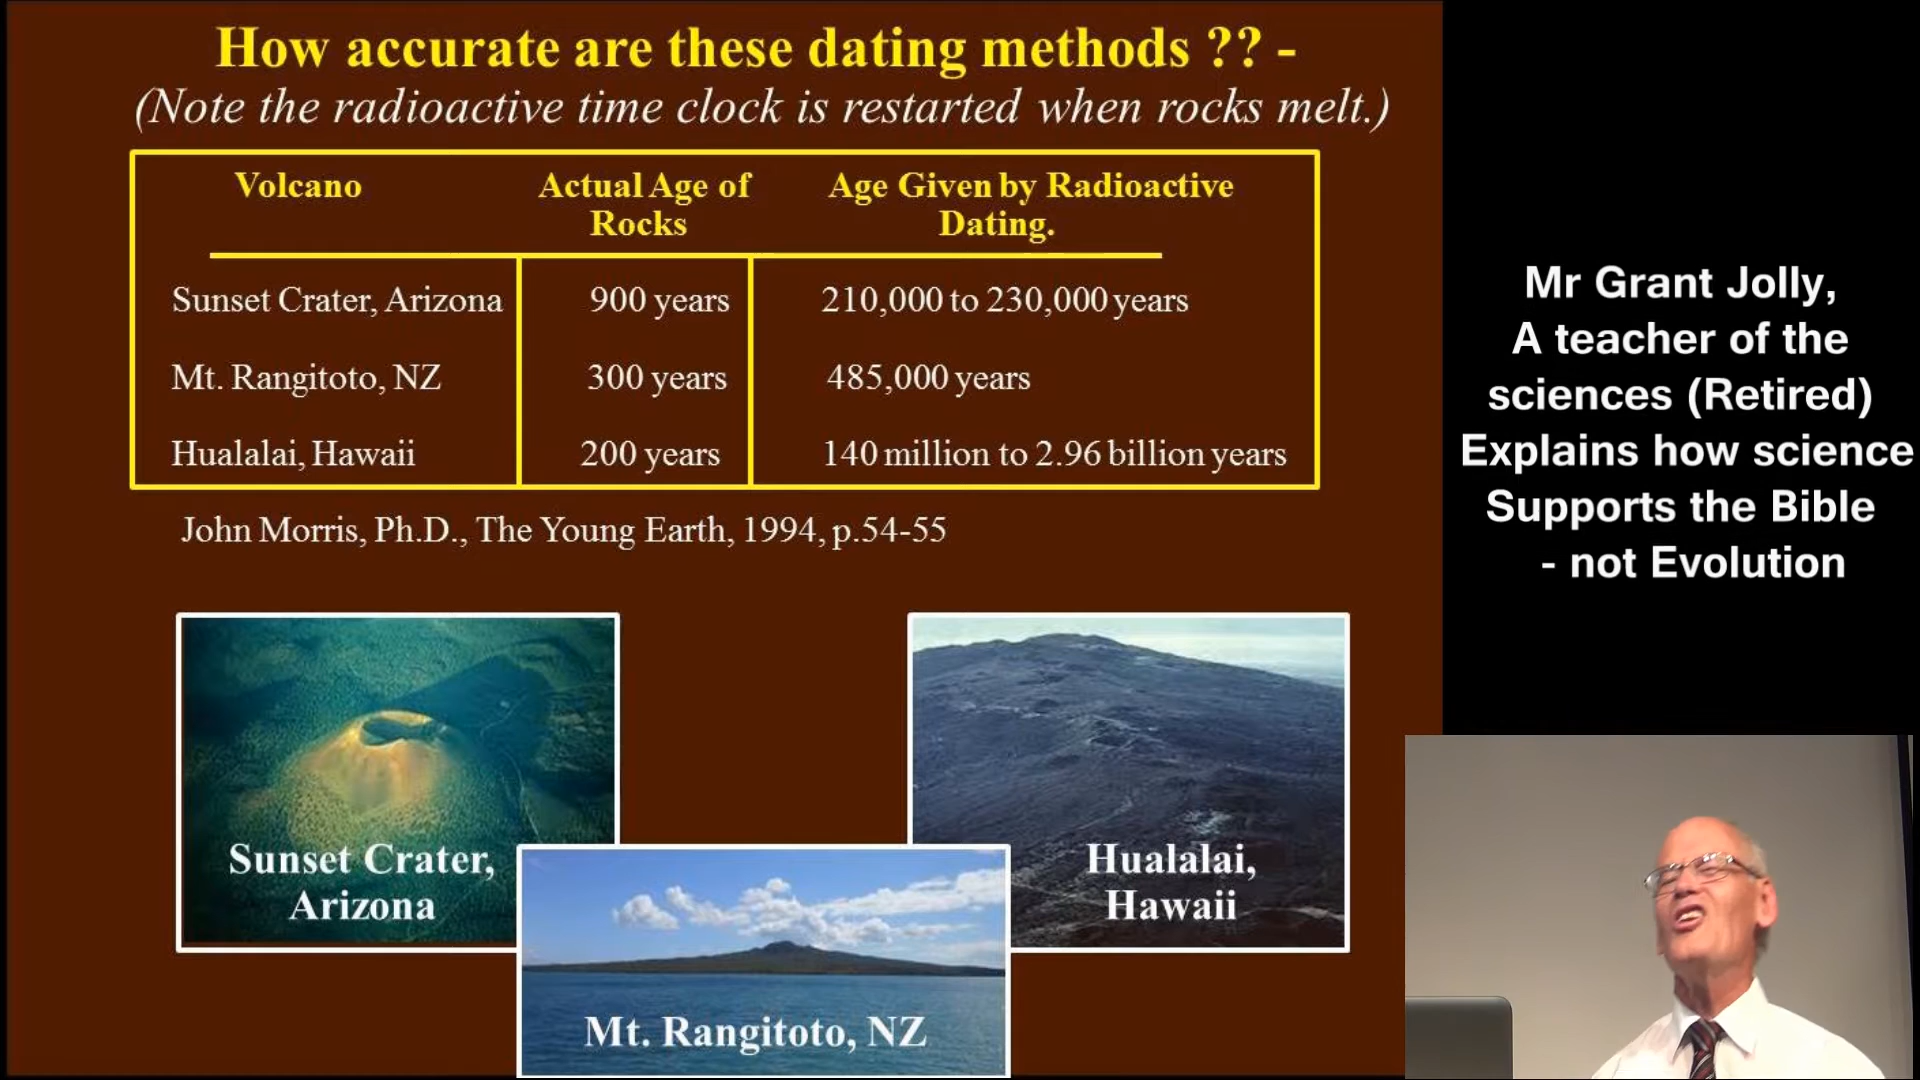 How accurate are these dating methods ?? -
(Note the radioactive time clock is restarted when rocks melt.)
Volcano
Actual Age of
Rocks
Age Given by Radioactive
Dating.
Sunset Crater, Arizona 900 years 210,000 to 230,000 years
Mt. Rangitoto, NZ 300 years 485,000 years
Hualalai, Hawaii 200 years 140 million to 2.96 billion years
John Morris, Ph.D., The Young Earth, 1994, p.54-55
Sunset Crater,
Arizona
Mt. Rangitoto, NZ
Hualalai,
Hawaii
Mr Grant Jolly,
A teacher of the
sciences (Retired)
Explains how science
Supports the Bible
- not Evolution